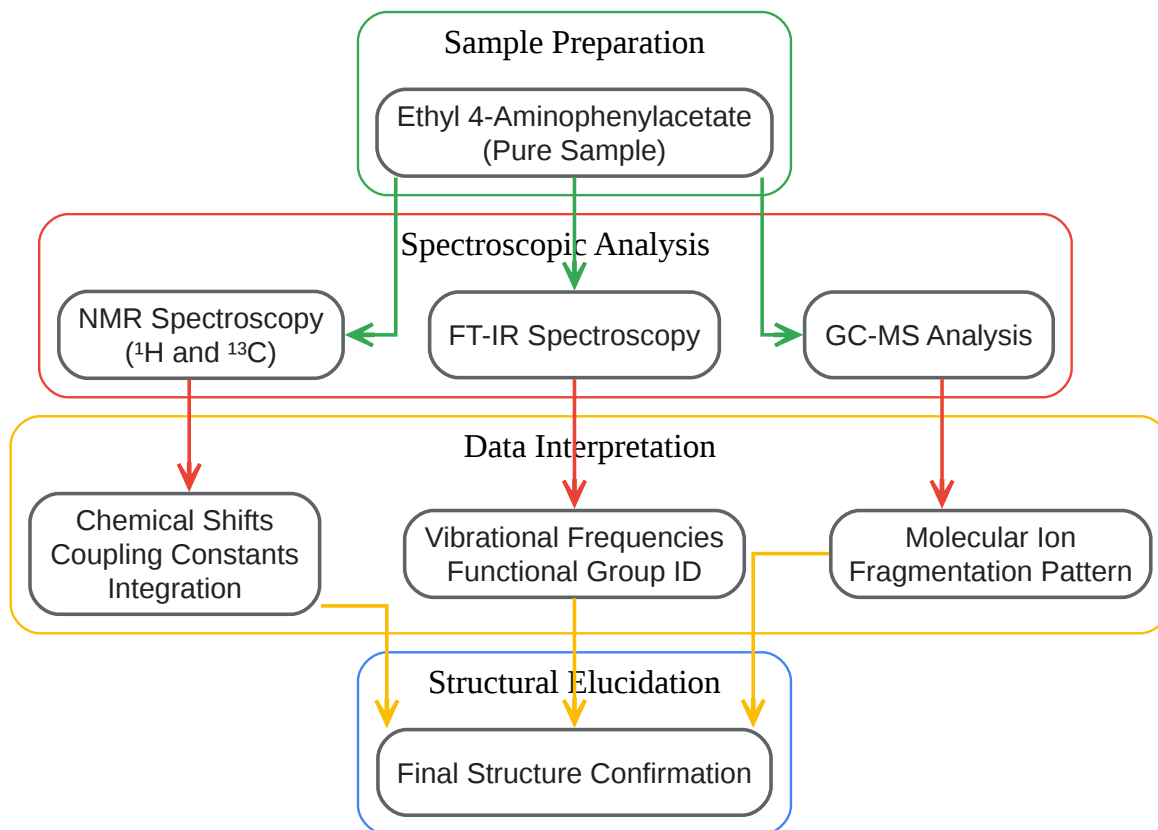 Sample Preparation
Ethyl 4-Aminophenylacetate
(Pure Sample)
Spectroscopic Analysis
NMR Spectroscopy
(¹H and ¹³C)
FT-IR Spectroscopy
GC-MS Analysis
Data Interpretation
Chemical Shifts
Coupling Constants
Integration
Vibrational Frequencies
Functional Group ID
Molecular Ion
Fragmentation Pattern
Structural Elucidation
Final Structure Confirmation